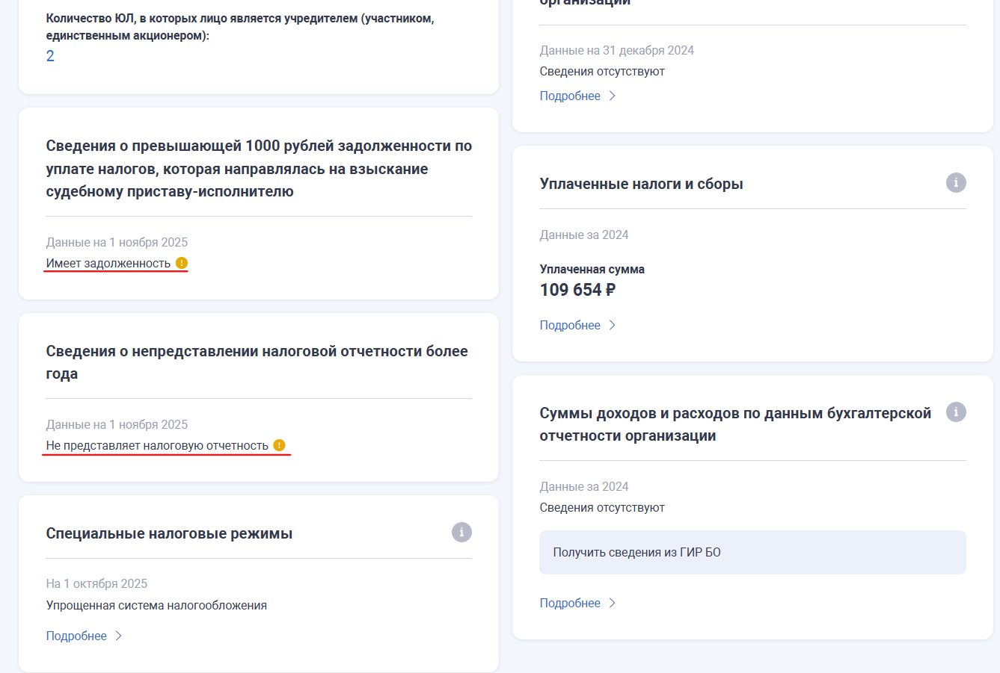 Количество ЮЛ, в которых лицо является учредителем (участником,
единственным акционером):
2
Сведения о превышающей 1000 рублей задолженности по
уплате налогов, которая направлялась на взыскание
судебному приставу-исполнителю
Данные на 1 ноября 2025
Имеет задолженность
Сведения о непредставлении налоговой отчетности более
года
Данные на 1 ноября 2025
Не представляет налоговую отчетность
Специальные налоговые режимы
На 1 октября 2025
Упрощенная система налогообложения
Подробнее
организации
Данные на 31 декабря 2024
Сведения отсутствуют
Подробнее
Уплаченные налоги и сборы
Данные за 2024
Уплаченная сумма
109 654 ₽
Подробнее
Суммы доходов и расходов по данным бухгалтерской
отчетности организации
Данные за 2024
Сведения отсутствуют
Получить сведения из ГИР БО
Подробнее